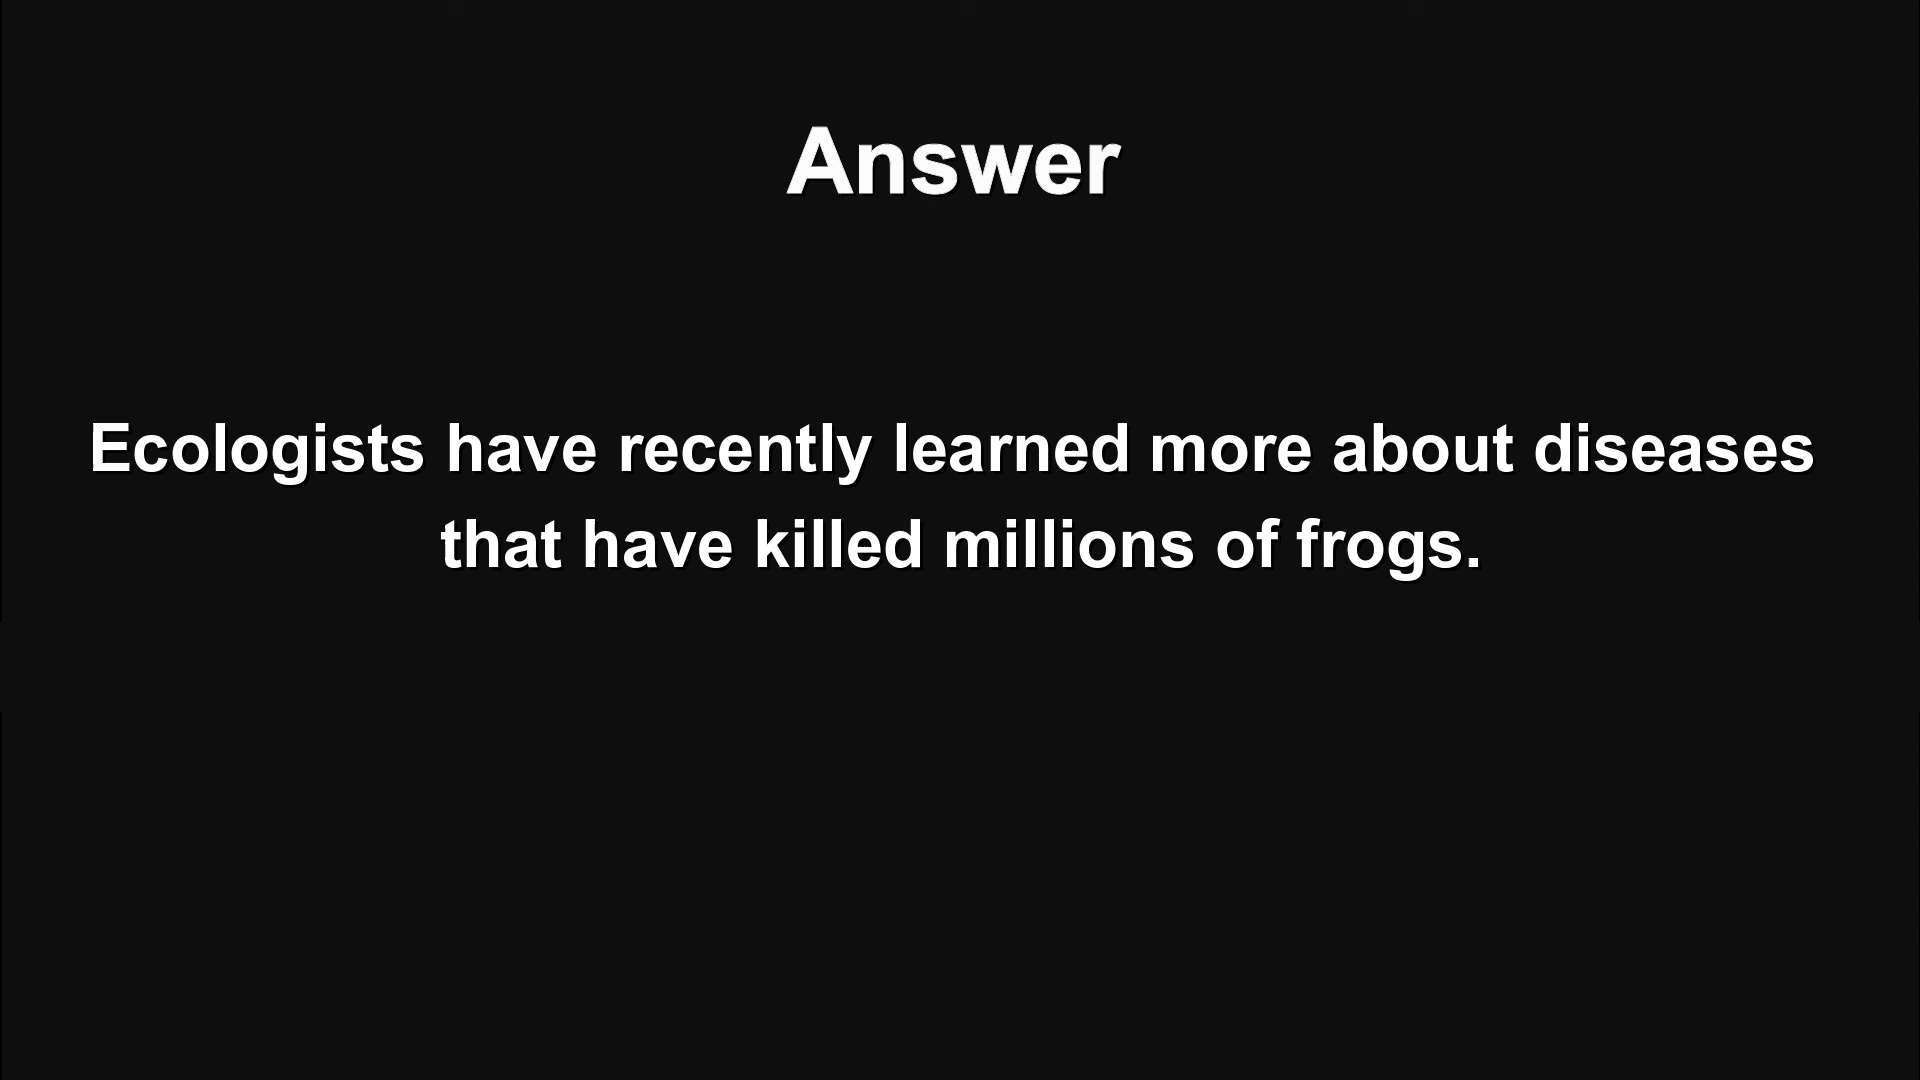 Answer
Ecologists have recently learned more about diseases
that have killed millions of frogs.